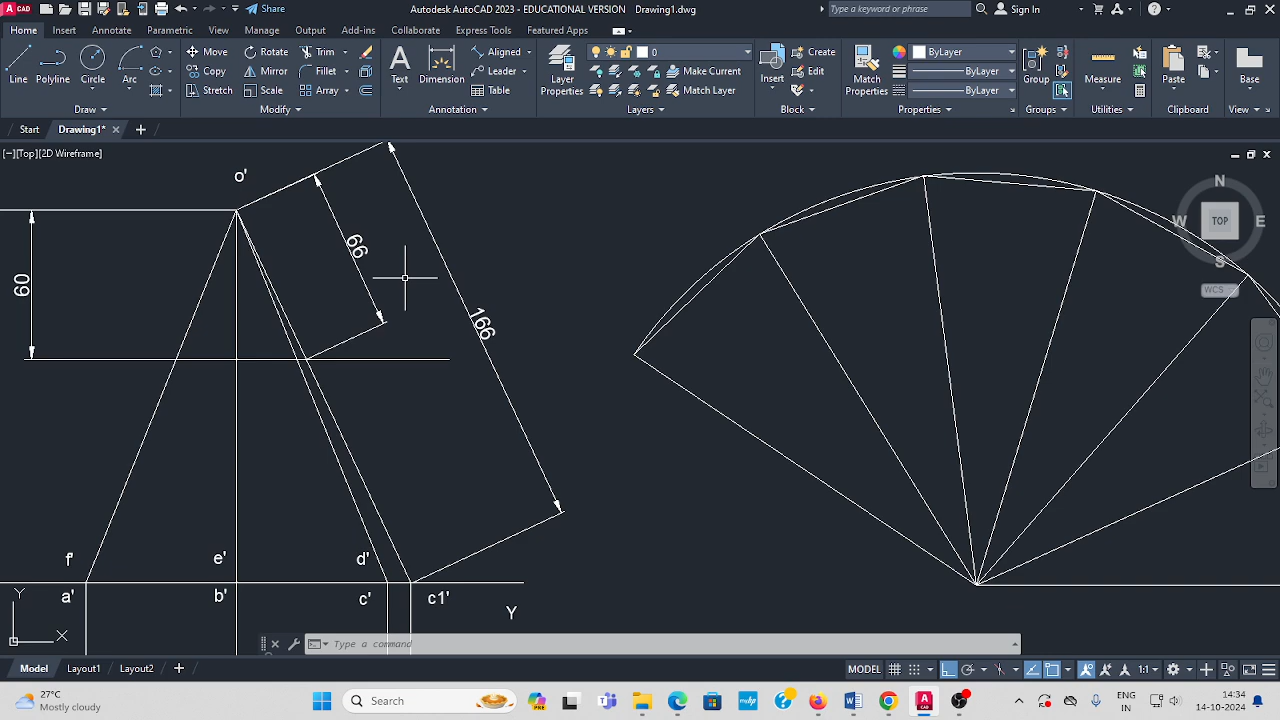 Autodesk AutoCAD 2023 - EDUCATIONAL VERSION Drawing1.dwg
Share
Type a keyword or phrase
Sign In
Home Insert Annotate Parametric View Manage Output Add-ins Collaborate Express Tools Featured Apps
Line Polyline Circle Arc
Move Rotate Trim
Copy Mirror Fillet
Stretch Scale Array
Text Dimension
Aligned
Leader
Table
Layer Properties
0
Make Current
Match Layer
Insert
Create
Edit
Match Properties
ByLayer
ByLayer
ByLayer
Group
Measure
Paste
Base
Draw Modify Annotation Layers Block Properties Groups Utilities Clipboard View
Start Drawing1*
[−][Top][2D Wireframe]
o'
66
60
166
N
W TOP E
S
WCS
f' e' d'
a' b' c' c1'
Y
Y
X
Type a command
Model Layout1 Layout2
MODEL
1:1
27°C
Mostly cloudy
Search
PRE
ENG
IN
14:34
14-10-2024